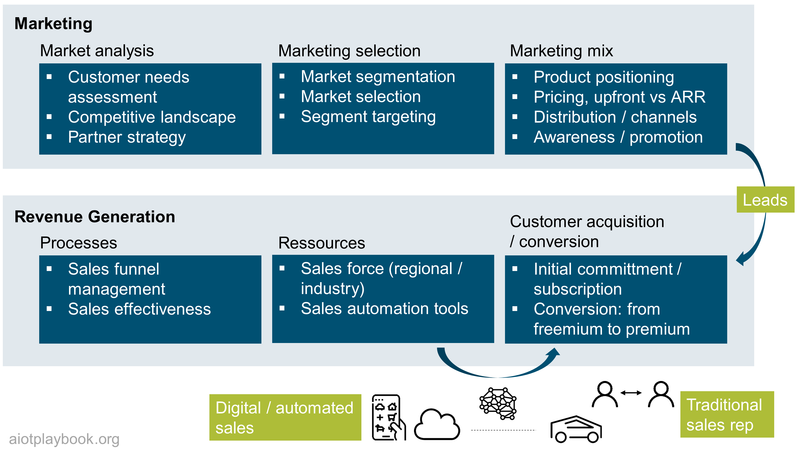 Marketing
Market analysis
▪ Customer needs
assessment
▪ Competitive landscape
▪ Partner strategy
Marketing selection
▪ Market segmentation
▪ Market selection
▪ Segment targeting
Marketing mix
▪ Product positioning
▪ Pricing, upfront vs ARR
▪ Distribution / channels
▪ Awareness / promotion
Leads
Revenue Generation
Processes
▪ Sales funnel
management
▪ Sales effectiveness
Ressources
▪ Sales force (regional /
industry)
▪ Sales automation tools
Customer acquisition
/ conversion
▪ Initial committment /
subscription
▪ Conversion: from
freemium to premium
Digital / automated
sales
Traditional
sales rep
aiotplaybook.org